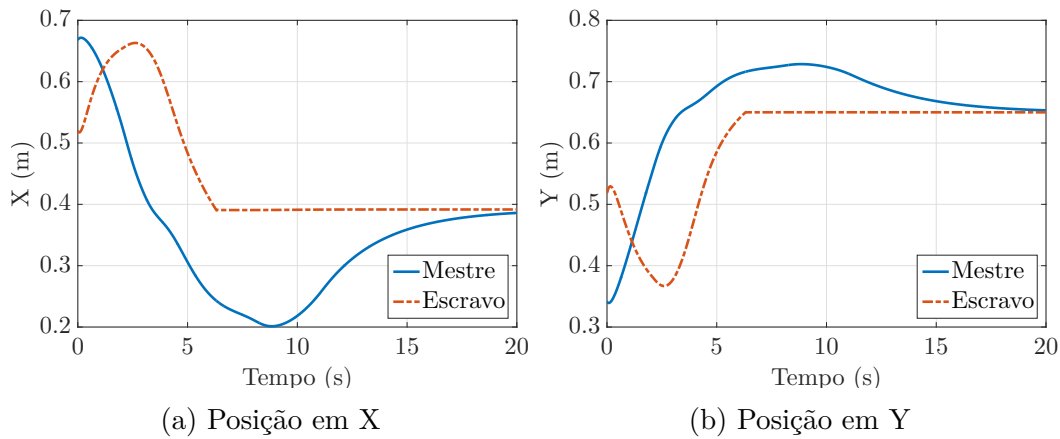 0.7
0.6
0.5
0.4
0.3
0.2
X (m)
0
5
10
15
20
Tempo (s)
Mestre
Escravo
(a) Posição em X
0.8
0.7
0.6
0.5
0.4
0.3
Y (m)
0
5
10
15
20
Tempo (s)
Mestre
Escravo
(b) Posição em Y